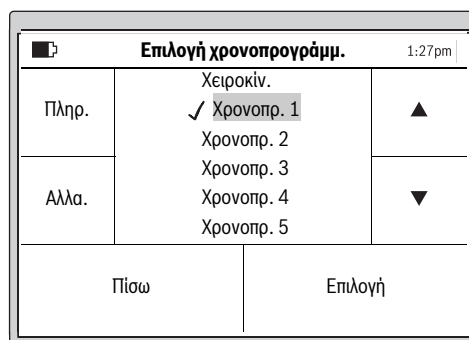 Επιλογή χρονοπρογράμμ. 1:27pm
Χειροκίν.
Πληρ. ✓ Χρονοπρ. 1 ▲
Χρονοπρ. 2
Χρονοπρ. 3
Αλλα. Χρονοπρ. 4 ▼
Χρονοπρ. 5
Πίσω Επιλογή